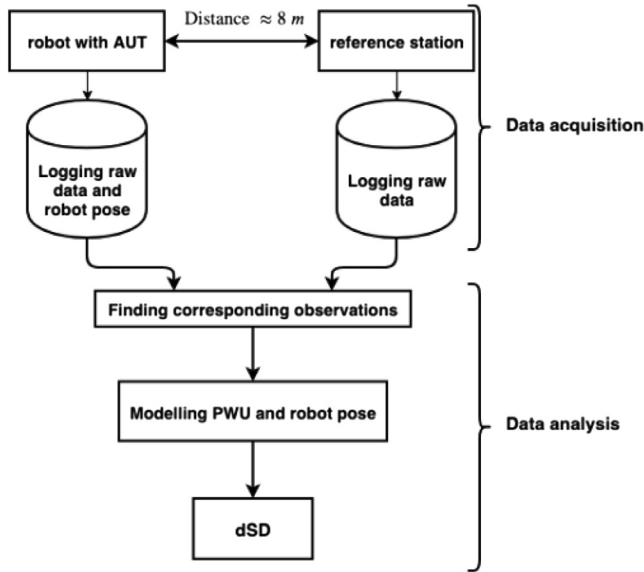 Distance ≈ 8 m
robot with AUT
reference station
Data acquisition
Logging raw
data and
robot pose
Logging raw
data
Finding corresponding observations
Modelling PWU and robot pose
Data analysis
dSD